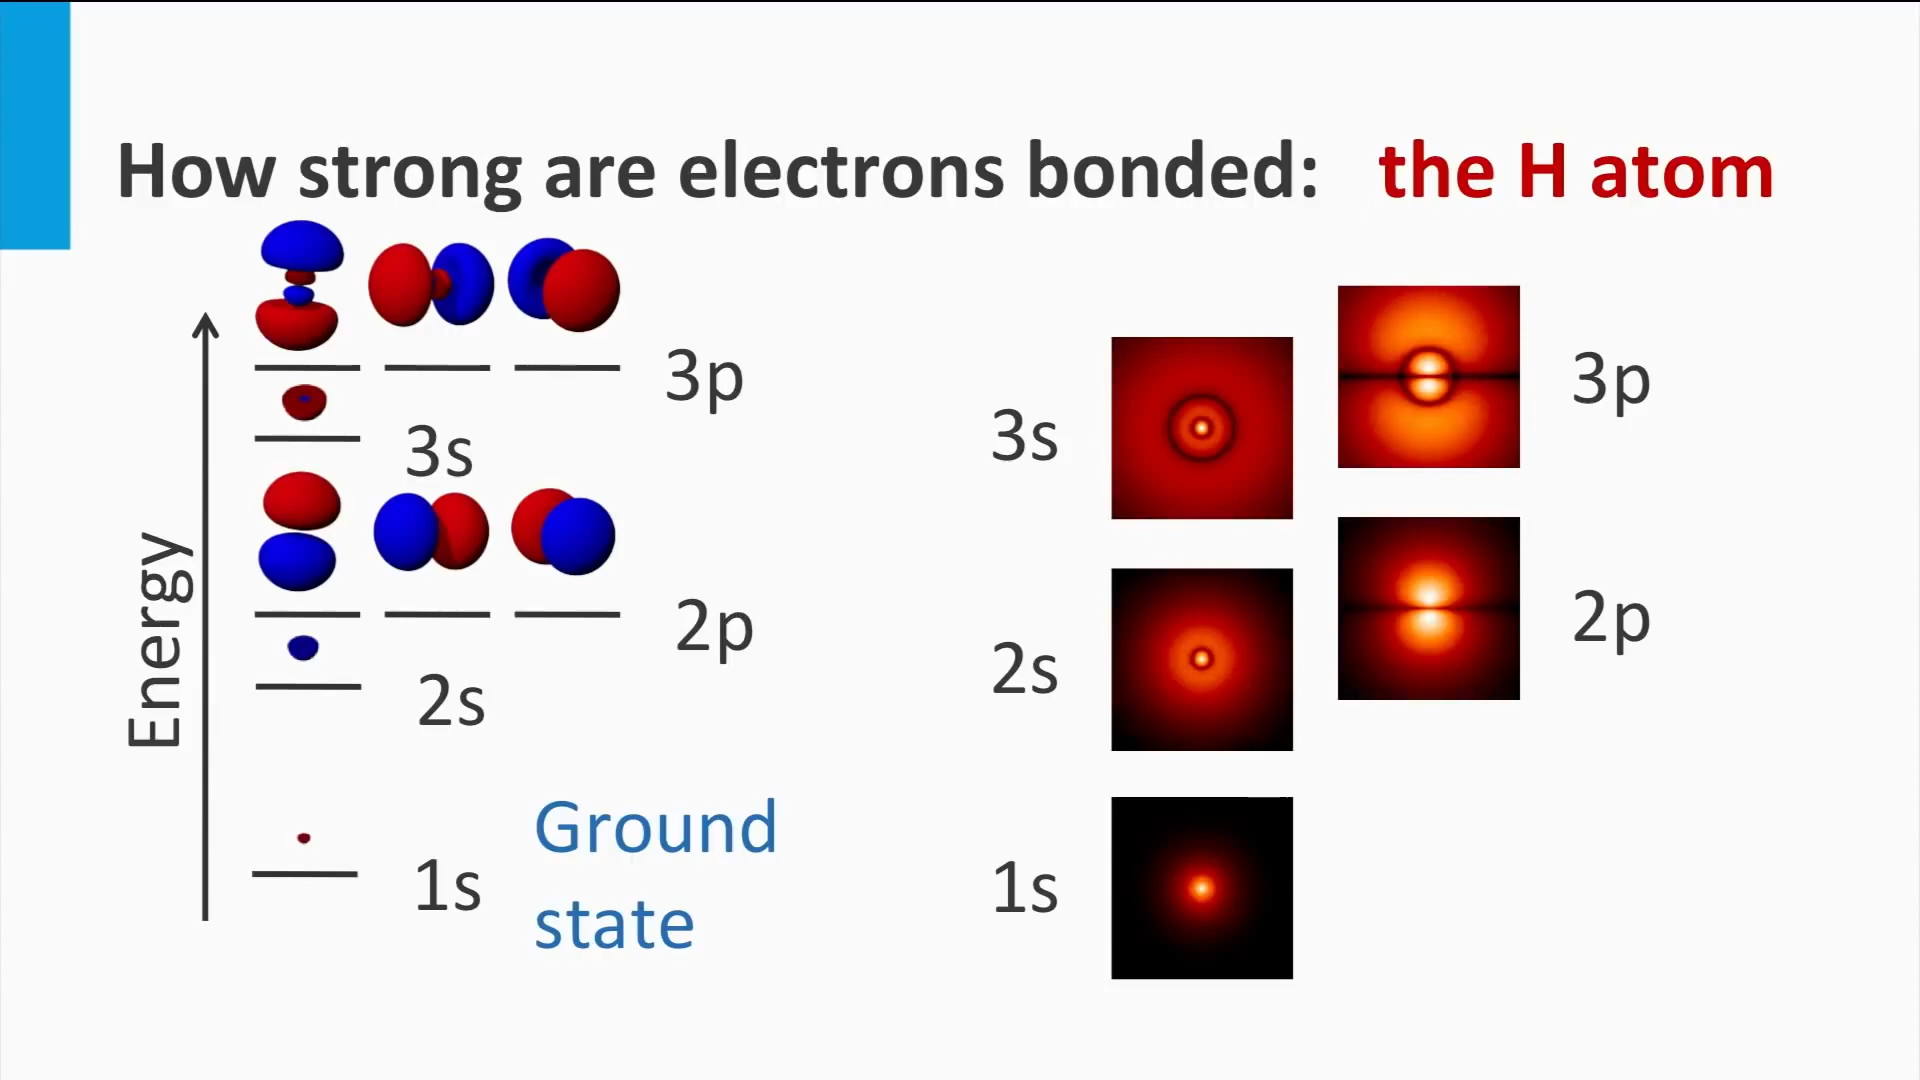 How strong are electrons bonded: the H atom
3p
3s
2p
2s
1s
Energy
Ground
state
3s
3p
2s
2p
1s